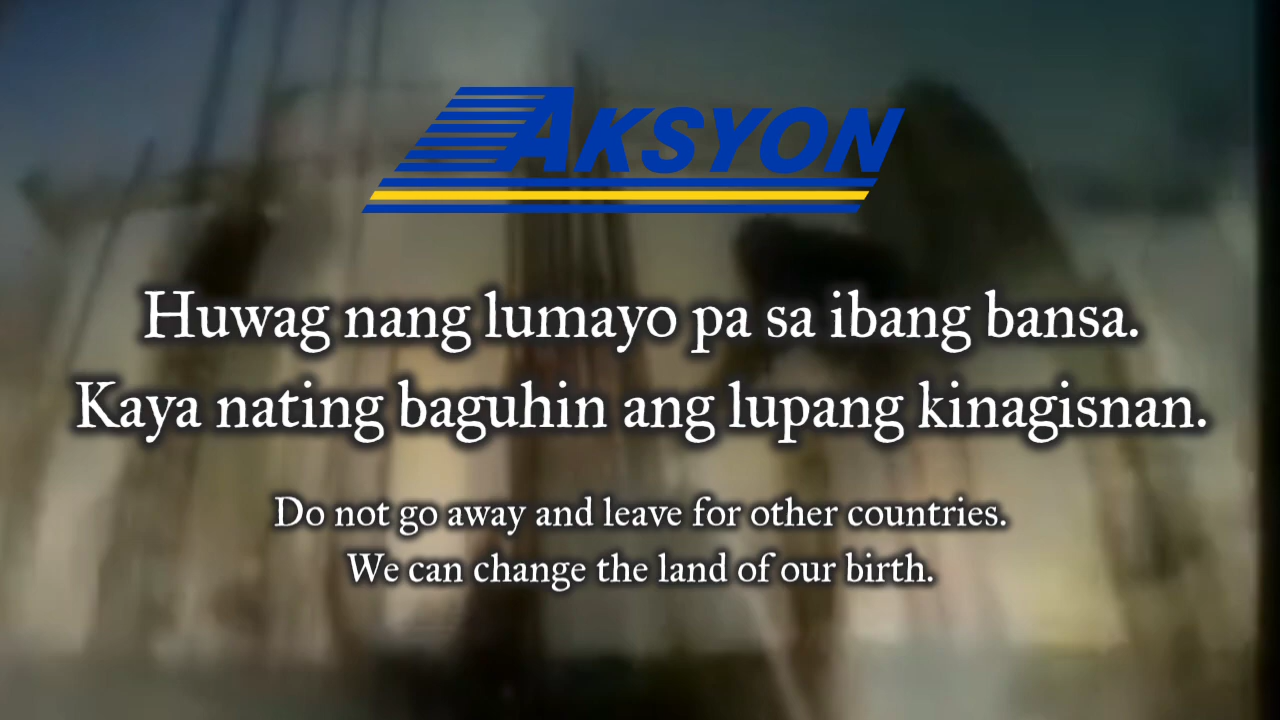 AKSYON
Huwag nang lumayo pa sa ibang bansa.
Kaya nating baguhin ang lupang kinagisnan.
Do not go away and leave for other countries.
We can change the land of our birth.